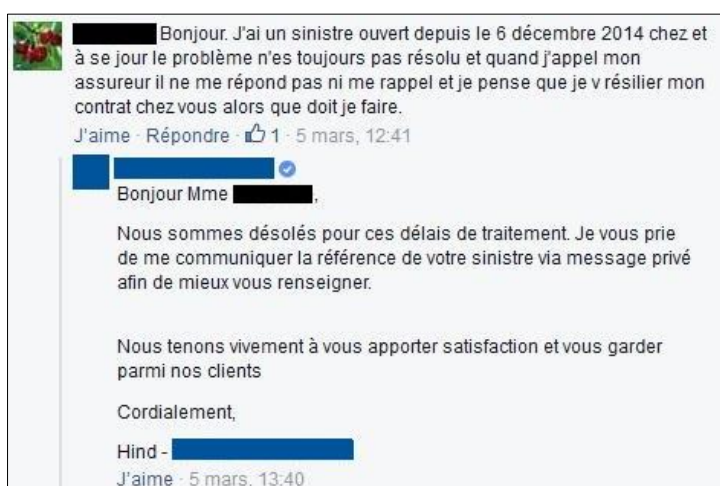 Bonjour. J'ai un sinistre ouvert depuis le 6 décembre 2014 chez et
à se jour le problème n'es toujours pas résolu et quand j'appel mon
assureur il ne me répond pas ni me rappel et je pense que je v résilier mon
contrat chez vous alors que doit je faire.
J'aime · Répondre · 1 · 5 mars, 12:41
Bonjour Mme ,
Nous sommes désolés pour ces délais de traitement. Je vous prie
de me communiquer la référence de votre sinistre via message privé
afin de mieux vous renseigner.
Nous tenons vivement à vous apporter satisfaction et vous garder
parmi nos clients
Cordialement,
Hind -
J'aime · 5 mars, 13:40